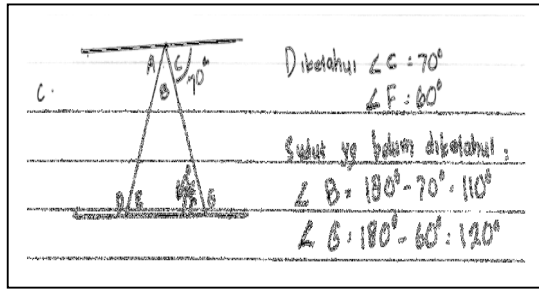 A C 70°
B
C.
D E G
Diketahui ∠C = 70°
∠F = 60°
Sudut yg belum diketahui :
∠ B = 180° - 70° = 110°
∠ G = 180° - 60° = 120°